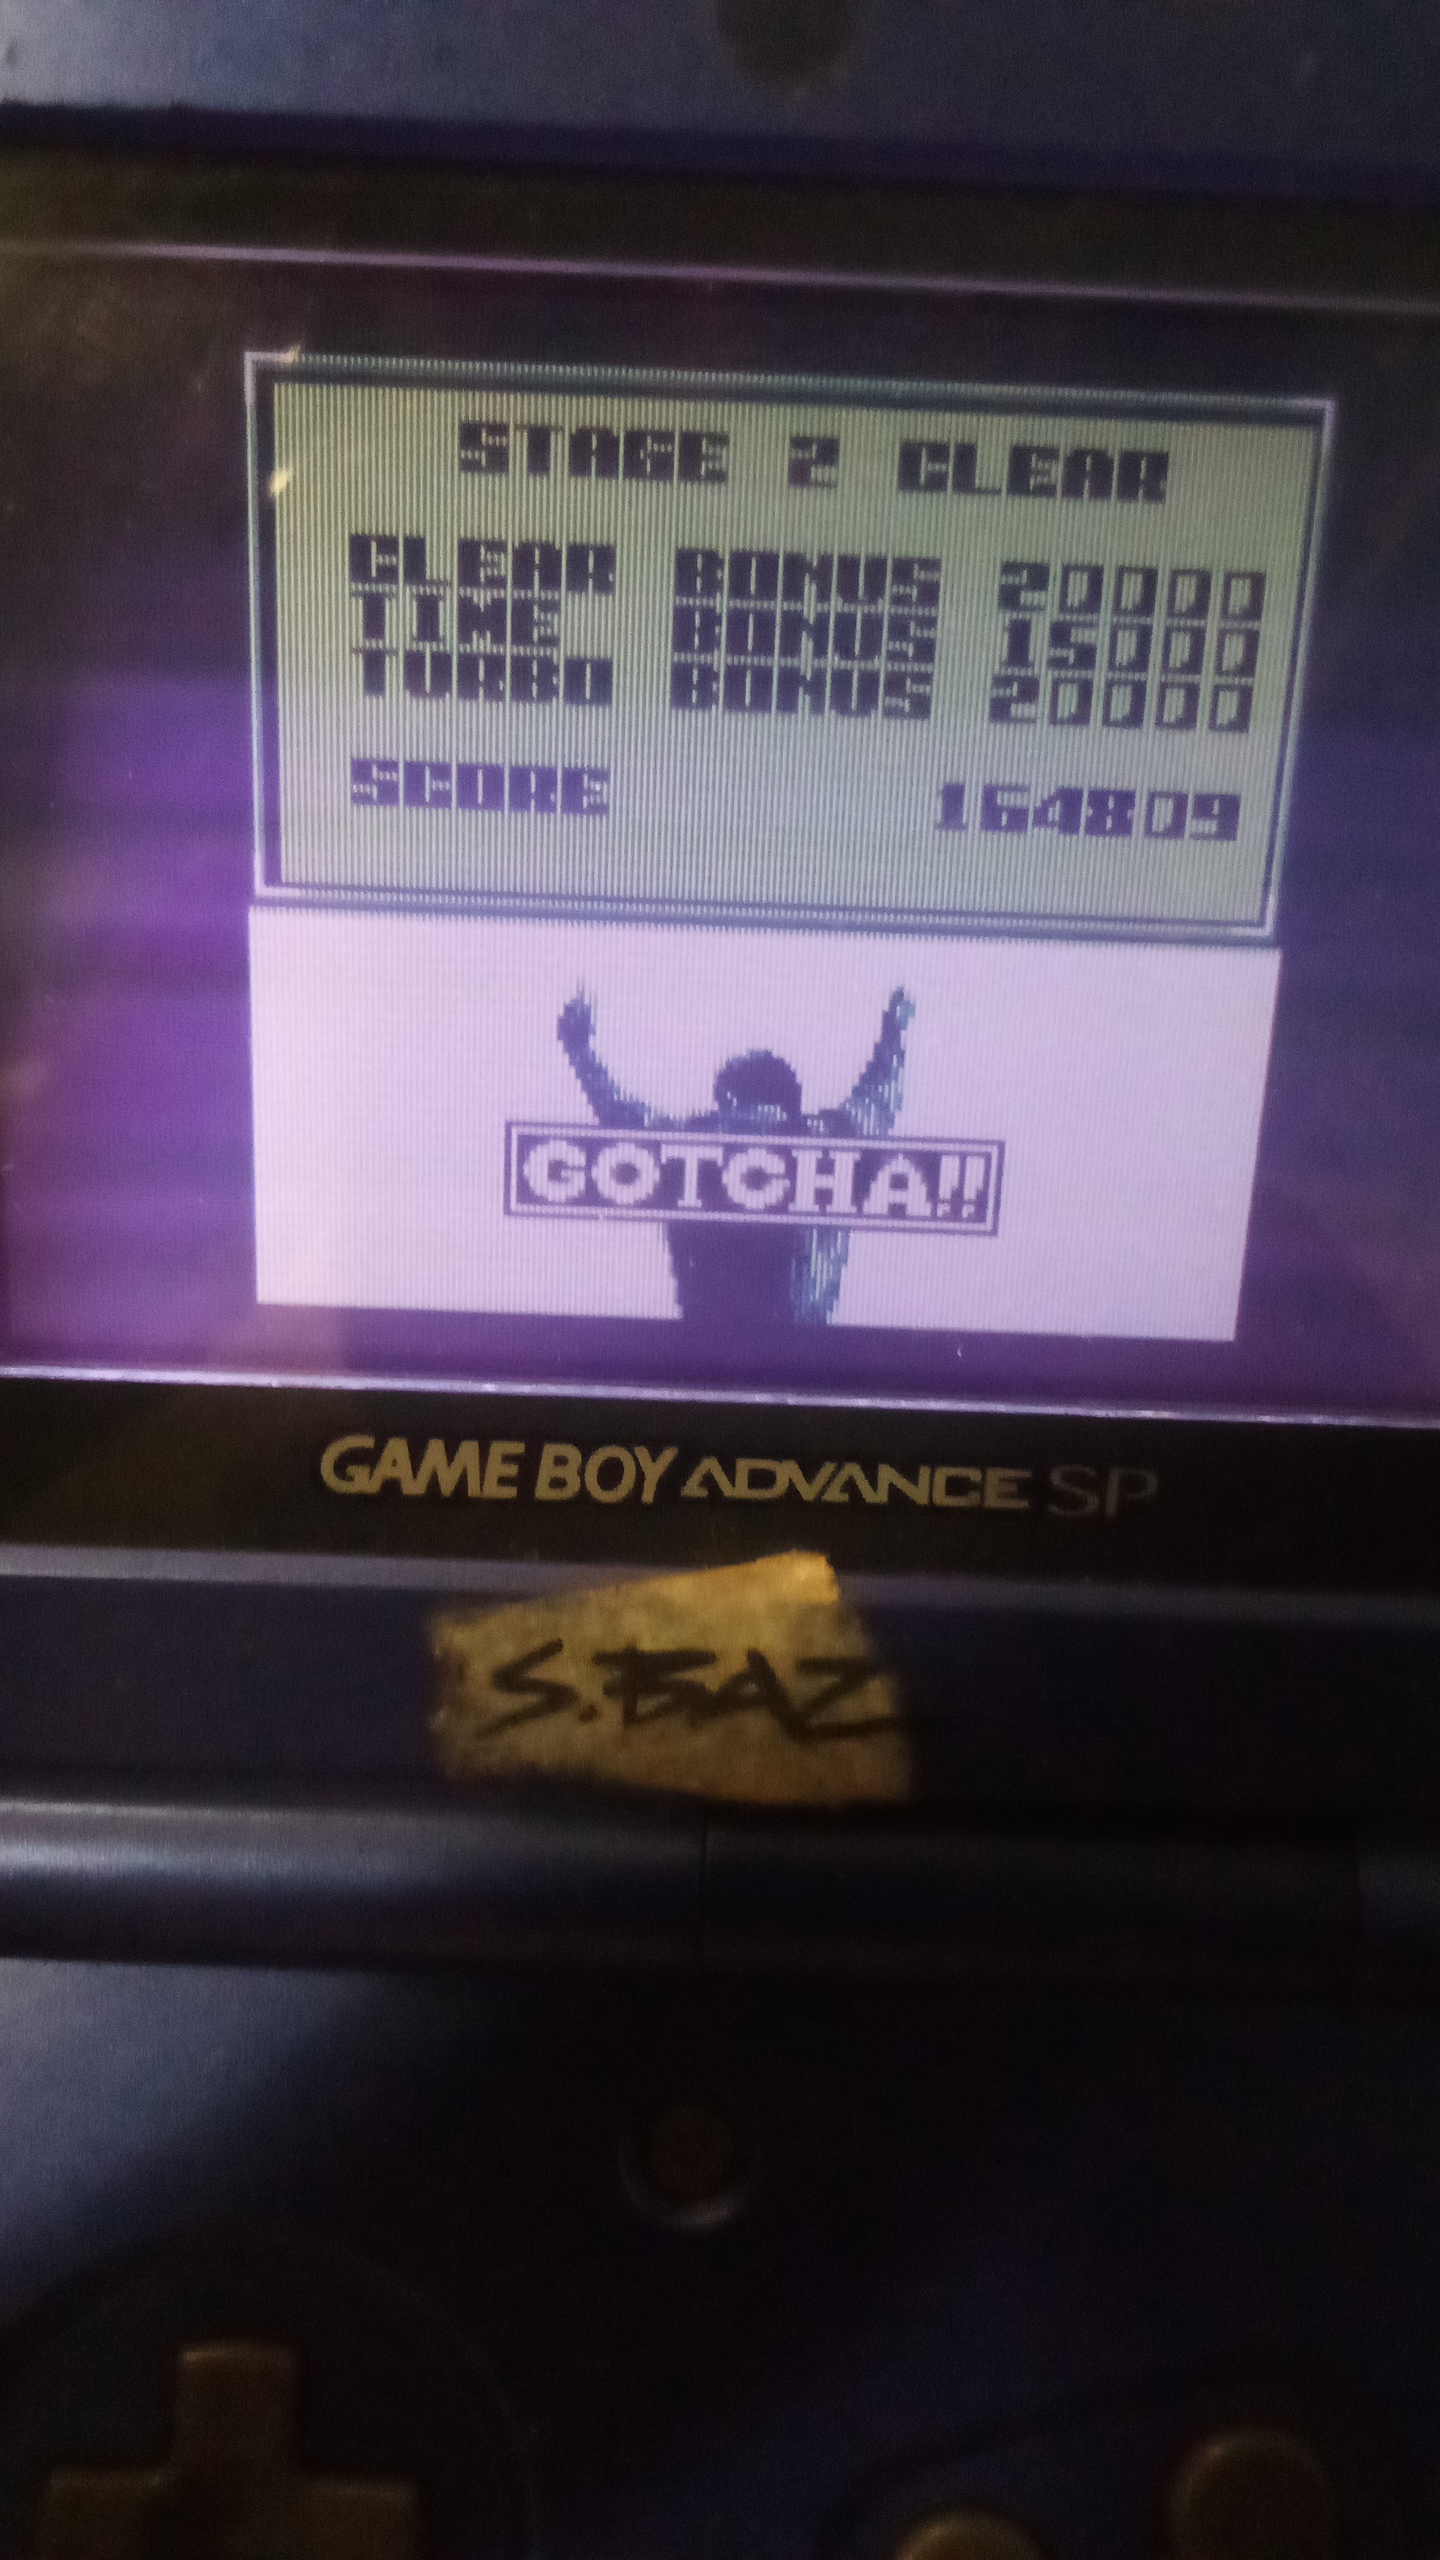 STAGE 2 CLEAR
CLEAR BONUS 20000
TIME BONUS 15000
TURBO BONUS 20000
SCORE 164809
GOTCHA!!
GAME BOY ADVANCE SP
S.BAZ